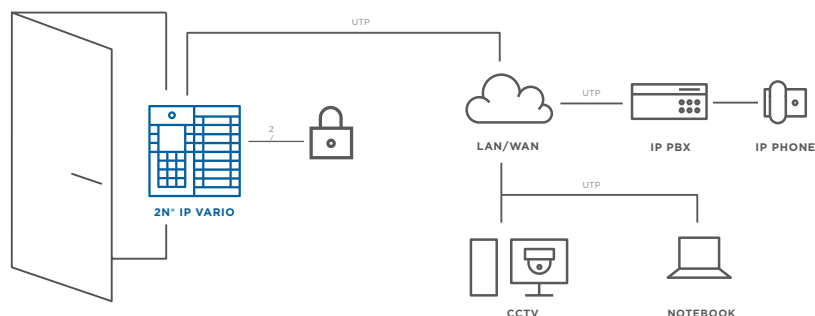 UTP
UTP
2
LAN/WAN
IP PBX
IP PHONE
UTP
2N® IP VARIO
CCTV
NOTEBOOK